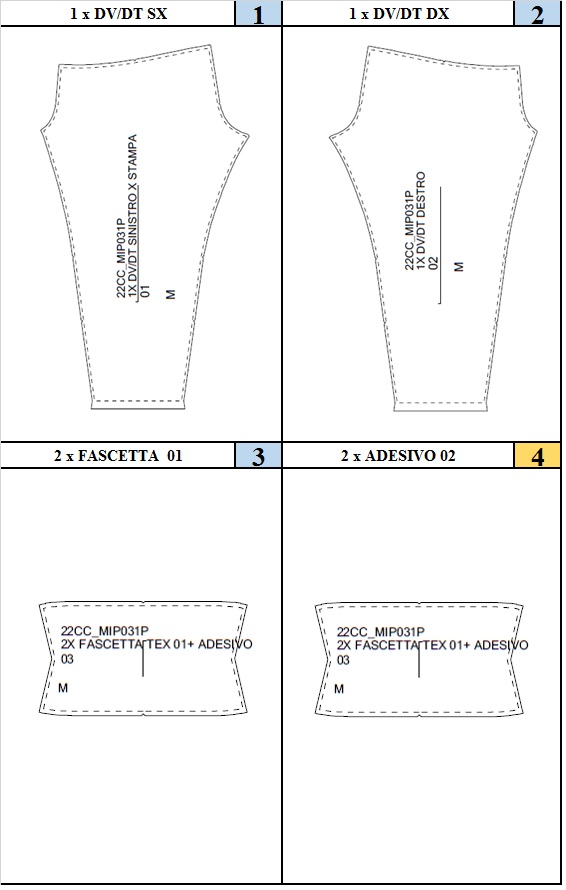 1 x DV/DT SX
1
1 x DV/DT DX
2
22CC_MIP031P
1X DV/DT SINISTRO X STAMPA
01
M
22CC_MIP031P
1X DV/DT DESTRO
02
M
2 x FASCETTA 01
3
2 x ADESIVO 02
4
22CC_MIP031P
2X FASCETTA TEX 01+ ADESIVO
03
M
22CC_MIP031P
2X FASCETTA TEX 01+ ADESIVO
03
M